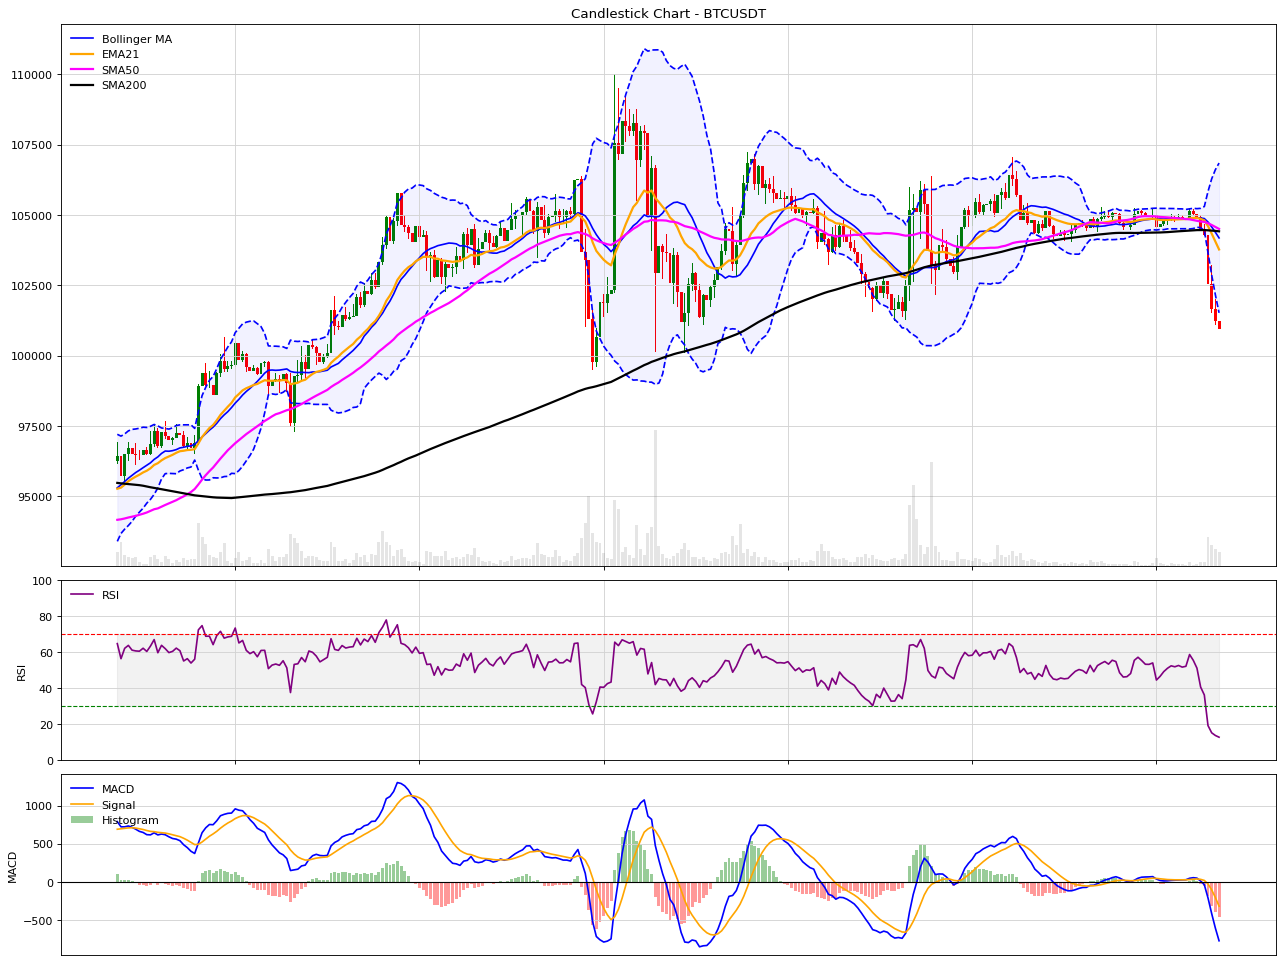 Candlestick Chart - BTCUSDT
Bollinger MA
EMA21
SMA50
SMA200
110000
107500
105000
102500
100000
97500
95000
RSI
100
80
60
40
20
0
RSI
MACD
Signal
Histogram
1000
500
0
−500
MACD